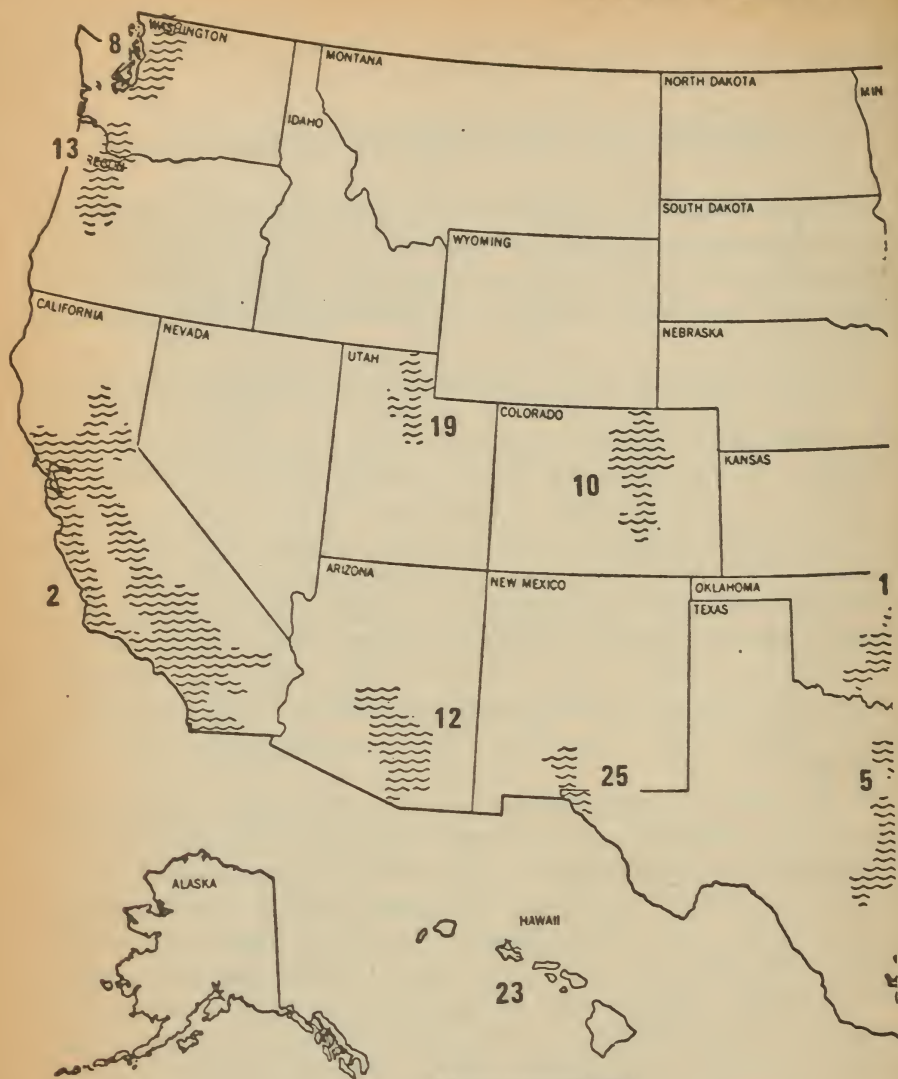 8
WASHINGTON
MONTANA
NORTH DAKOTA
MIN
IDAHO
13
REGON
SOUTH DAKOTA
WYOMING
CALIFORNIA
NEVADA
NEBRASKA
UTAH
19
COLORADO
10
KANSAS
2
ARIZONA
NEW MEXICO
OKLAHOMA
1
TEXAS
12
25
5
ALASKA
HAWAII
23